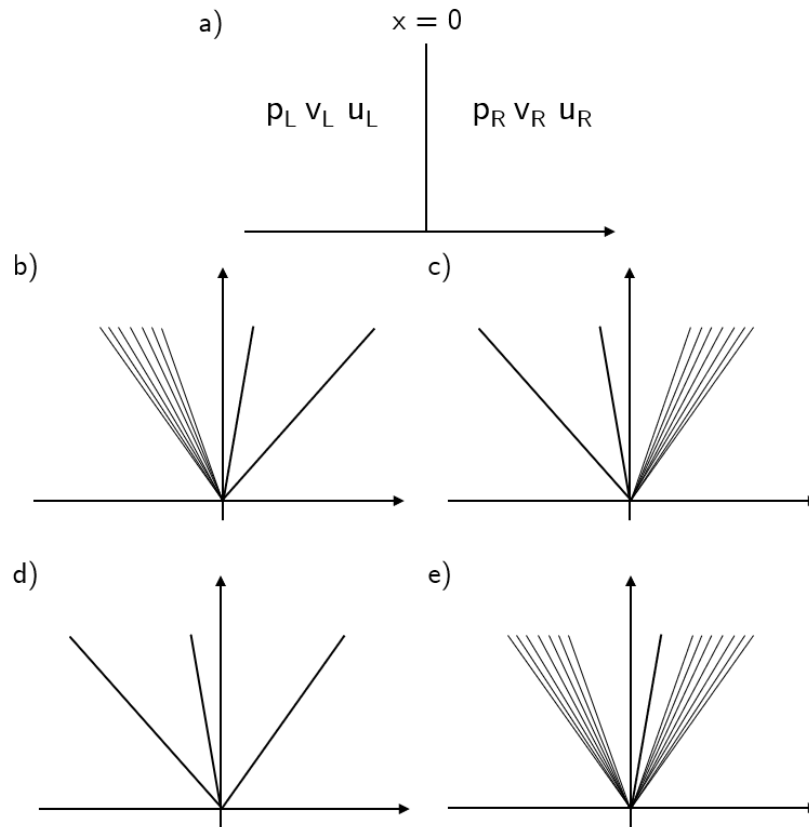 a) x = 0
p_L v_L u_L p_R v_R u_R
b) c)
d) e)